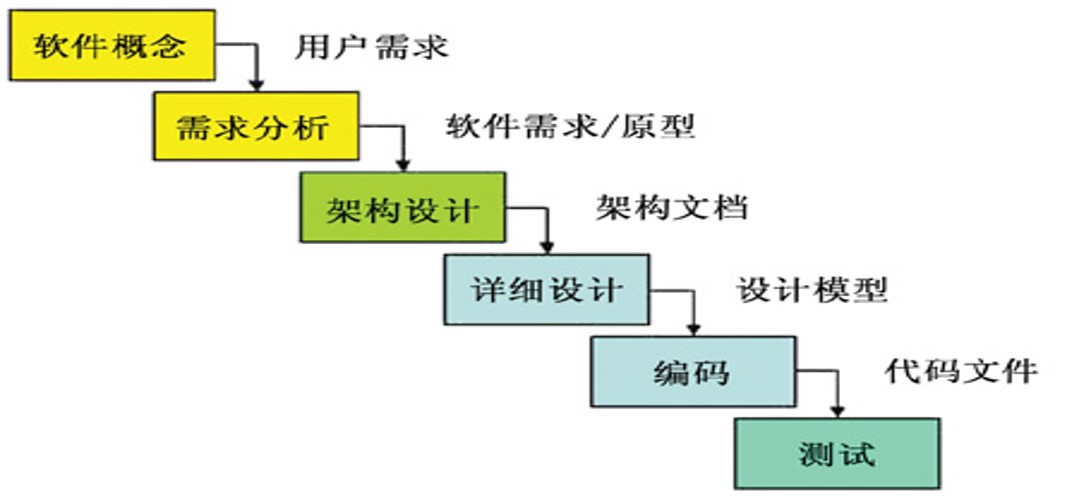 软件概念
用户需求
需求分析
软件需求/原型
架构设计
架构文档
详细设计
设计模型
编码
代码文件
测试